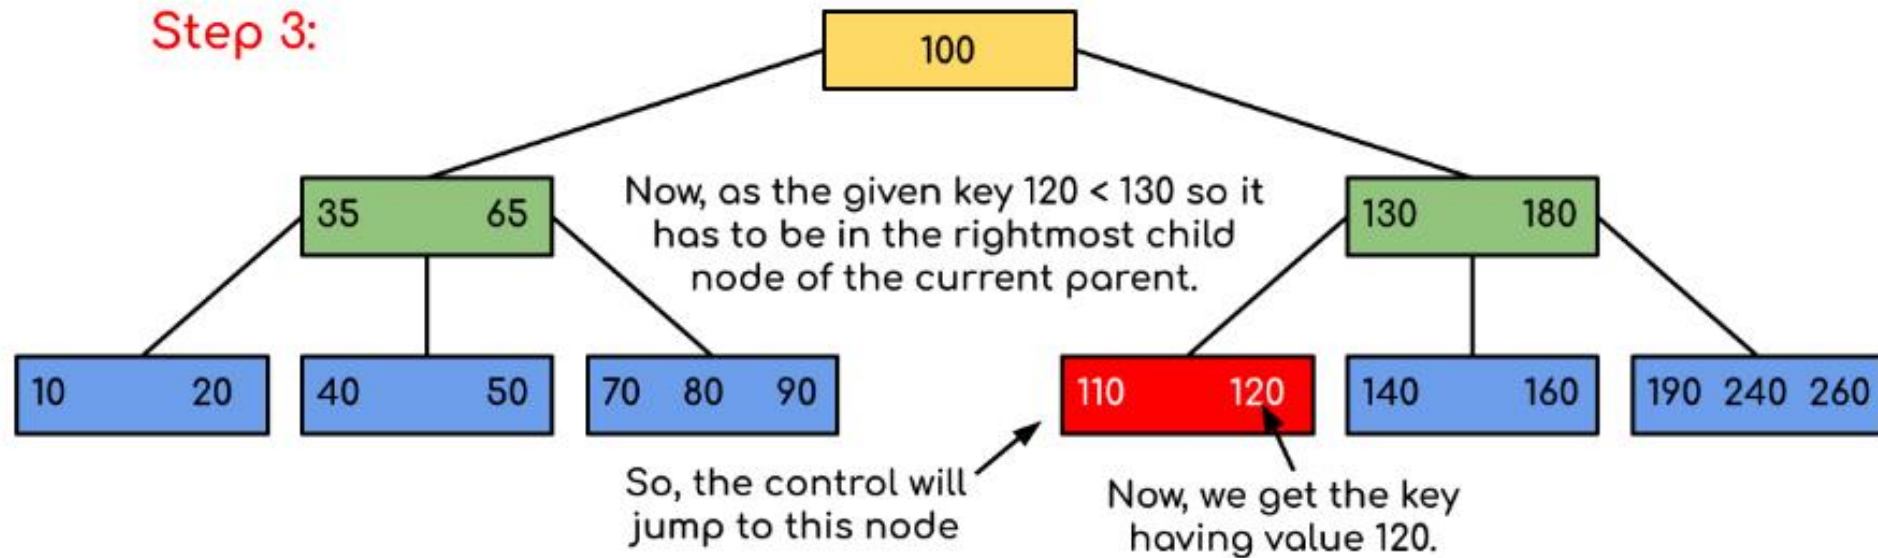 Step 3:
100
Now, as the given key 120 < 130 so it
has to be in the rightmost child
node of the current parent.
35 65
130 180
10 20
40 50
70 80 90
110 120
140 160
190 240 260
So, the control will
jump to this node
Now, we get the key
having value 120.